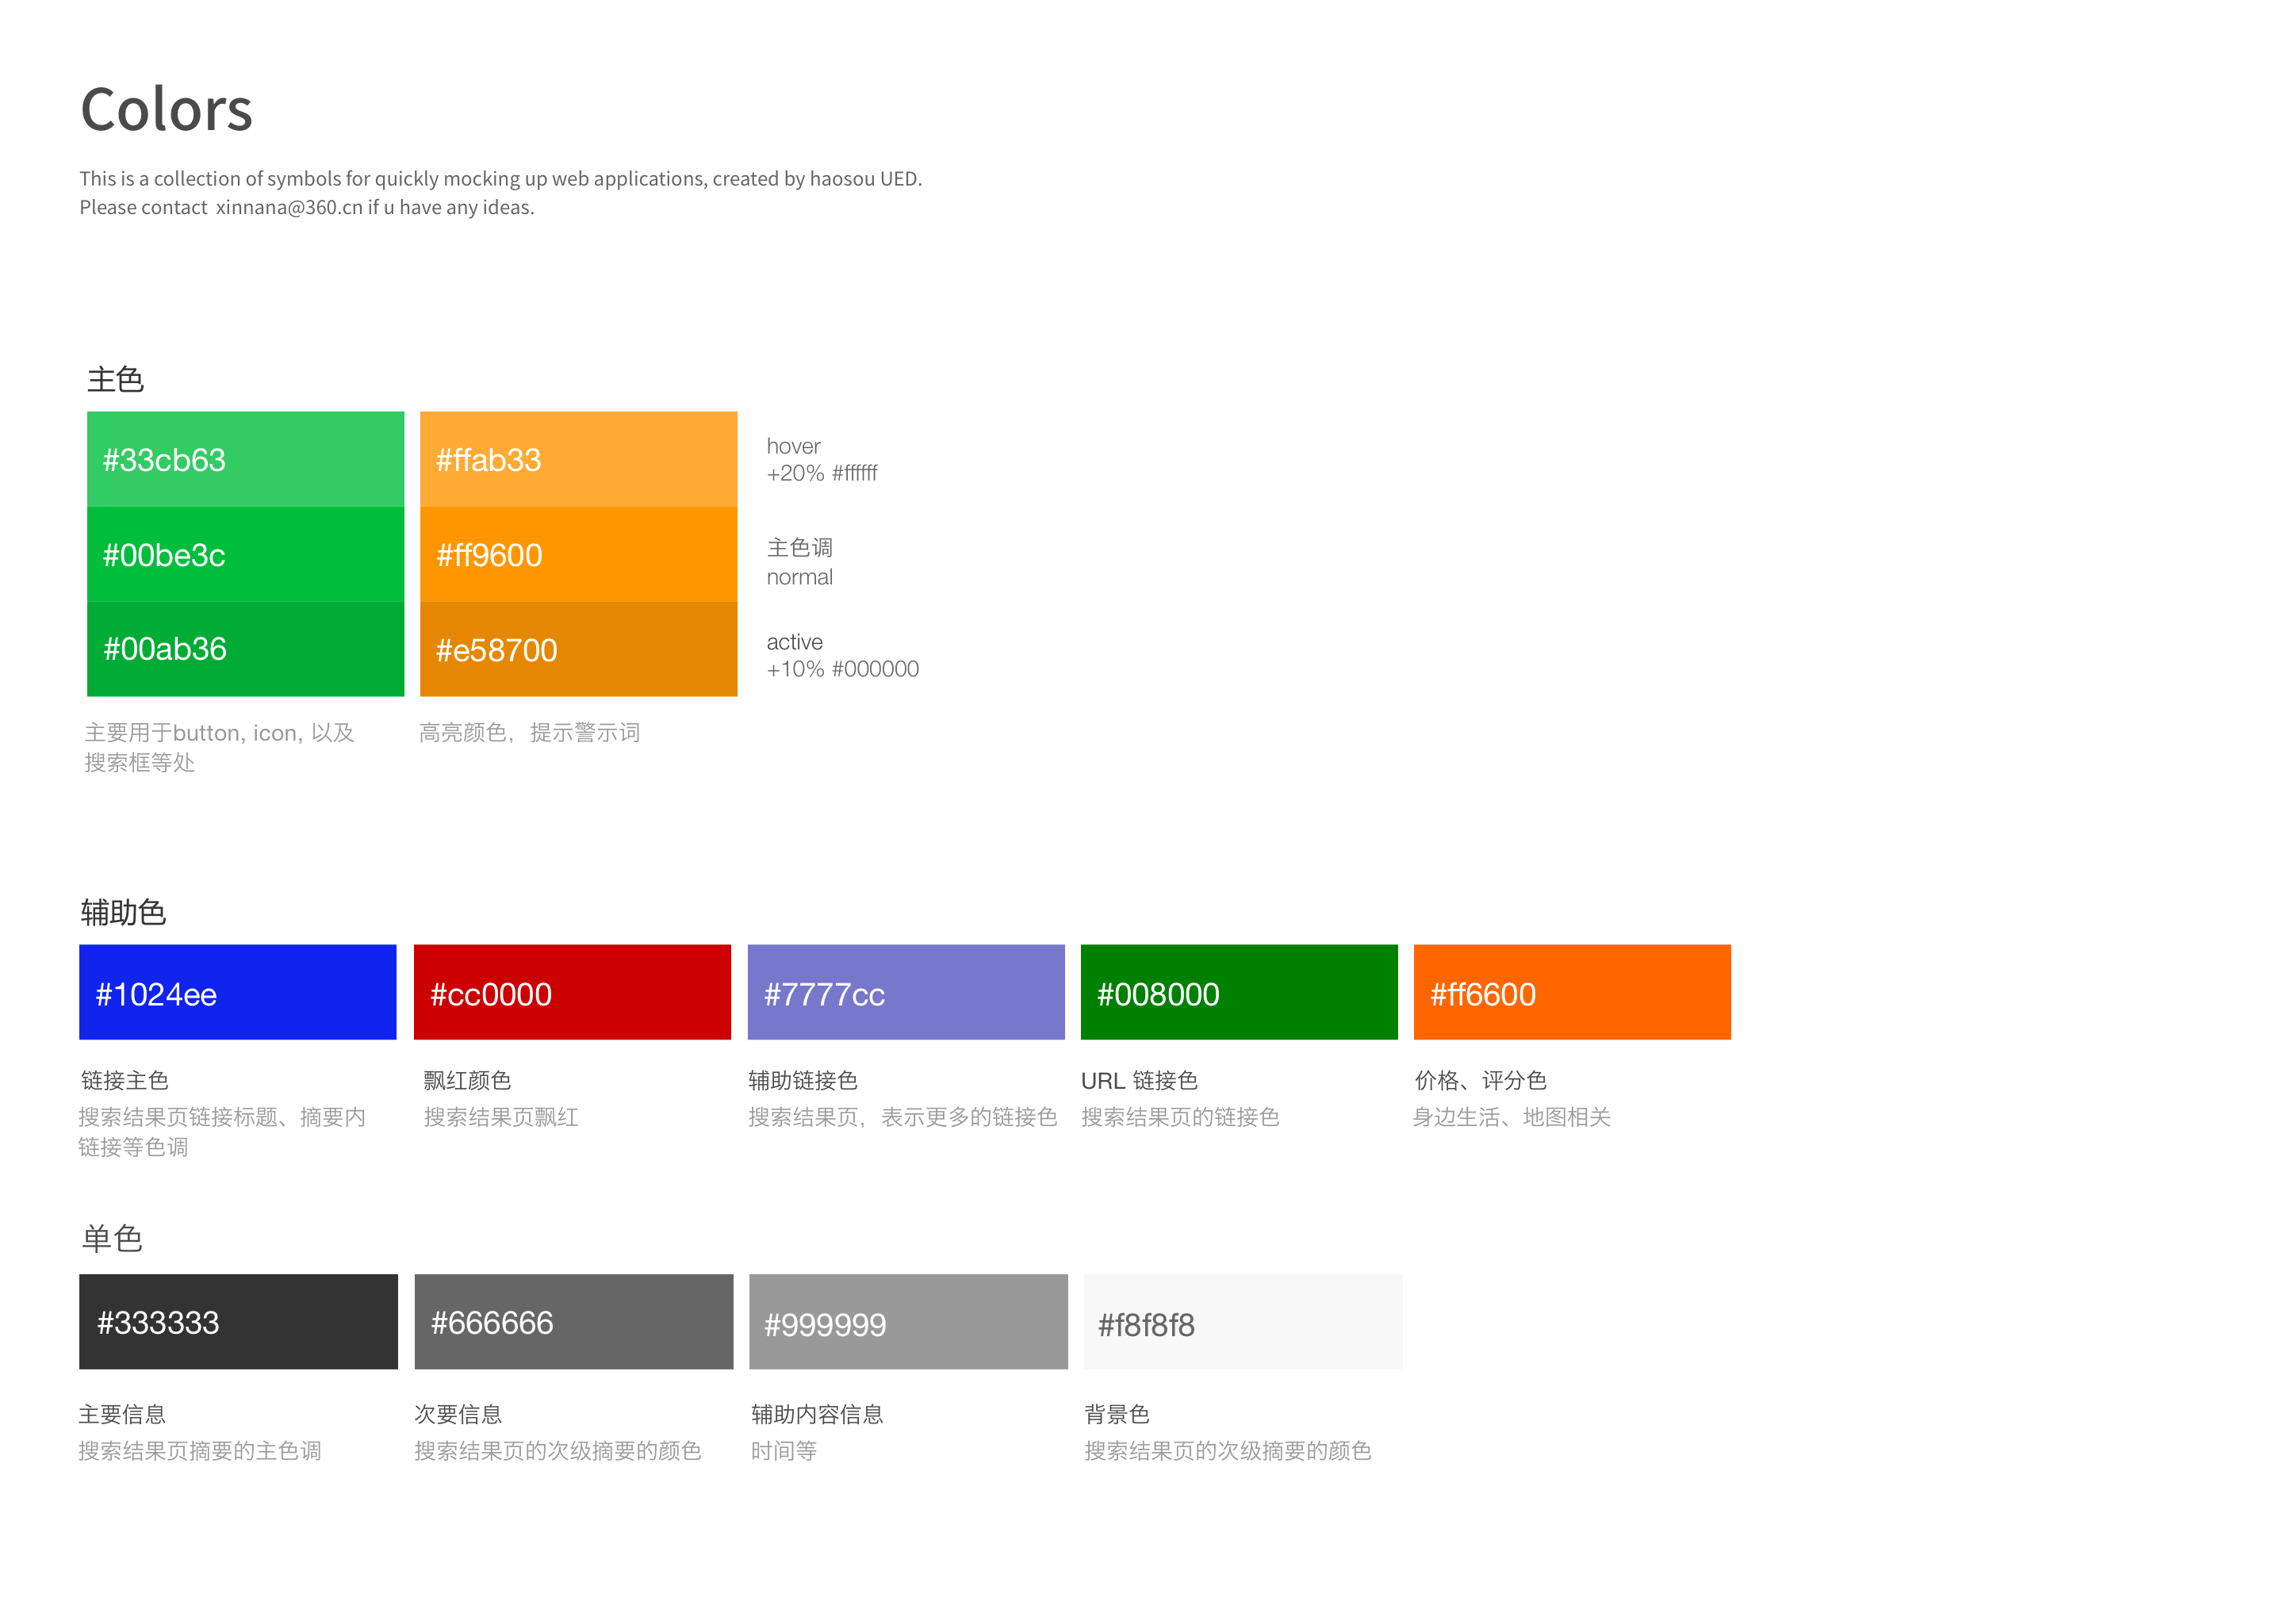 Colors
This is a collection of symbols for quickly mocking up web applications, created by haosou UED.
Please contact  xinnana@360.cn if u have any ideas.
主色
#33cb63
#ffab33
hover
+20% #ffffff
#00be3c
#ff9600
主色调
normal
#00ab36
#e58700
active
+10% #000000
主要用于button, icon, 以及
搜索框等处
高亮颜色，提示警示词
辅助色
#1024ee
#cc0000
#7777cc
#008000
#ff6600
链接主色
搜索结果页链接标题、摘要内
链接等色调
飘红颜色
搜索结果页飘红
辅助链接色
搜索结果页，表示更多的链接色
URL 链接色
搜索结果页的链接色
价格、评分色
身边生活、地图相关
单色
#333333
#666666
#999999
#f8f8f8
主要信息
搜索结果页摘要的主色调
次要信息
搜索结果页的次级摘要的颜色
辅助内容信息
时间等
背景色
搜索结果页的次级摘要的颜色